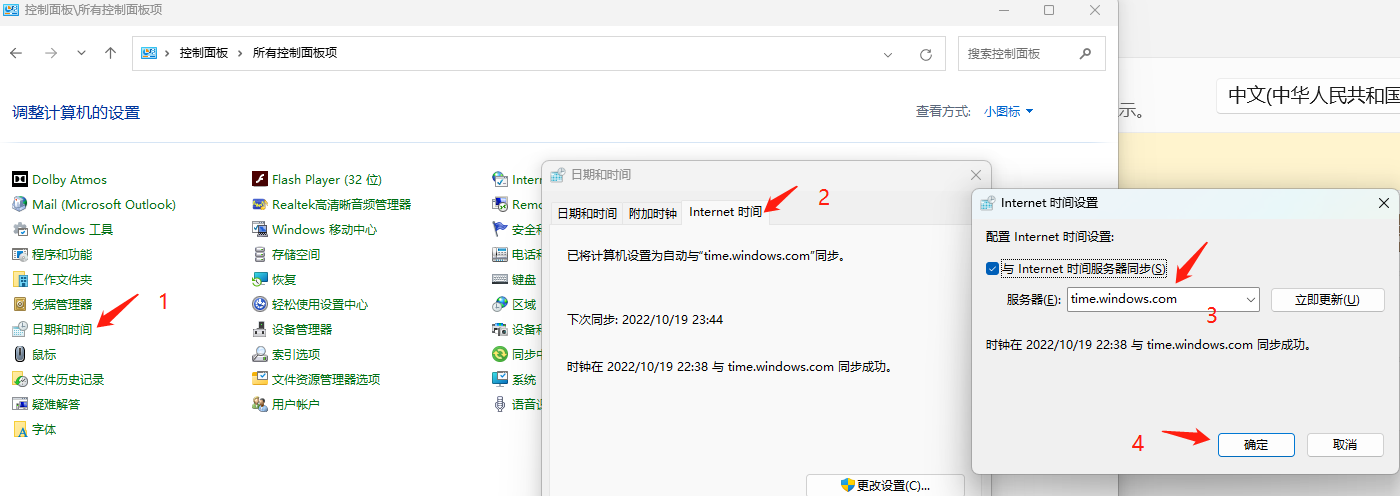 控制面板\所有控制面板项
控制面板 › 所有控制面板项
搜索控制面板
调整计算机的设置
查看方式: 小图标
Dolby Atmos
Mail (Microsoft Outlook)
Windows 工具
程序和功能
工作文件夹
凭据管理器
日期和时间
鼠标
文件历史记录
疑难解答
字体
1
Flash Player (32 位)
Realtek高清晰音频管理器
Windows 移动中心
存储空间
恢复
轻松使用设置中心
设备管理器
索引选项
文件资源管理器选项
用户帐户
Intern
Remo
安全和
电话和
键盘
区域
设备和
同步中
系统
语音识
日期和时间
日期和时间 附加时钟 Internet 时间
2
已将计算机设置为自动与"time.windows.com"同步。
下次同步: 2022/10/19 23:44
时钟在 2022/10/19 22:38 与 time.windows.com 同步成功。
更改设置(C)...
中文(中华人民共和国
示。
Internet 时间设置
配置 Internet 时间设置:
与 Internet 时间服务器同步(S)
服务器(E): time.windows.com 立即更新(U)
3
时钟在 2022/10/19 22:38 与 time.windows.com 同步成功。
4
确定 取消